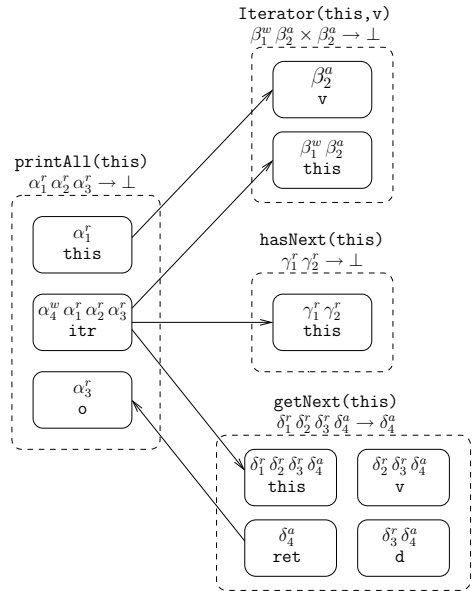 Iterator(this,v)
β₁ʷ β₂ᵃ × β₂ᵃ → ⊥
β₂ᵃ
v
β₁ʷ β₂ᵃ
this
printAll(this)
α₁ʳ α₂ʳ α₃ʳ → ⊥
α₁ʳ
this
α₄ʷ α₁ʳ α₂ʳ α₃ʳ
itr
α₃ʳ
o
hasNext(this)
γ₁ʳ γ₂ʳ → ⊥
γ₁ʳ γ₂ʳ
this
getNext(this)
δ₁ʳ δ₂ʳ δ₃ʳ δ₄ᵃ → δ₄ᵃ
δ₁ʳ δ₂ʳ δ₃ʳ δ₄ᵃ
this
δ₂ʳ δ₃ʳ δ₄ᵃ
v
δ₄ᵃ
ret
δ₃ʳ δ₄ᵃ
d